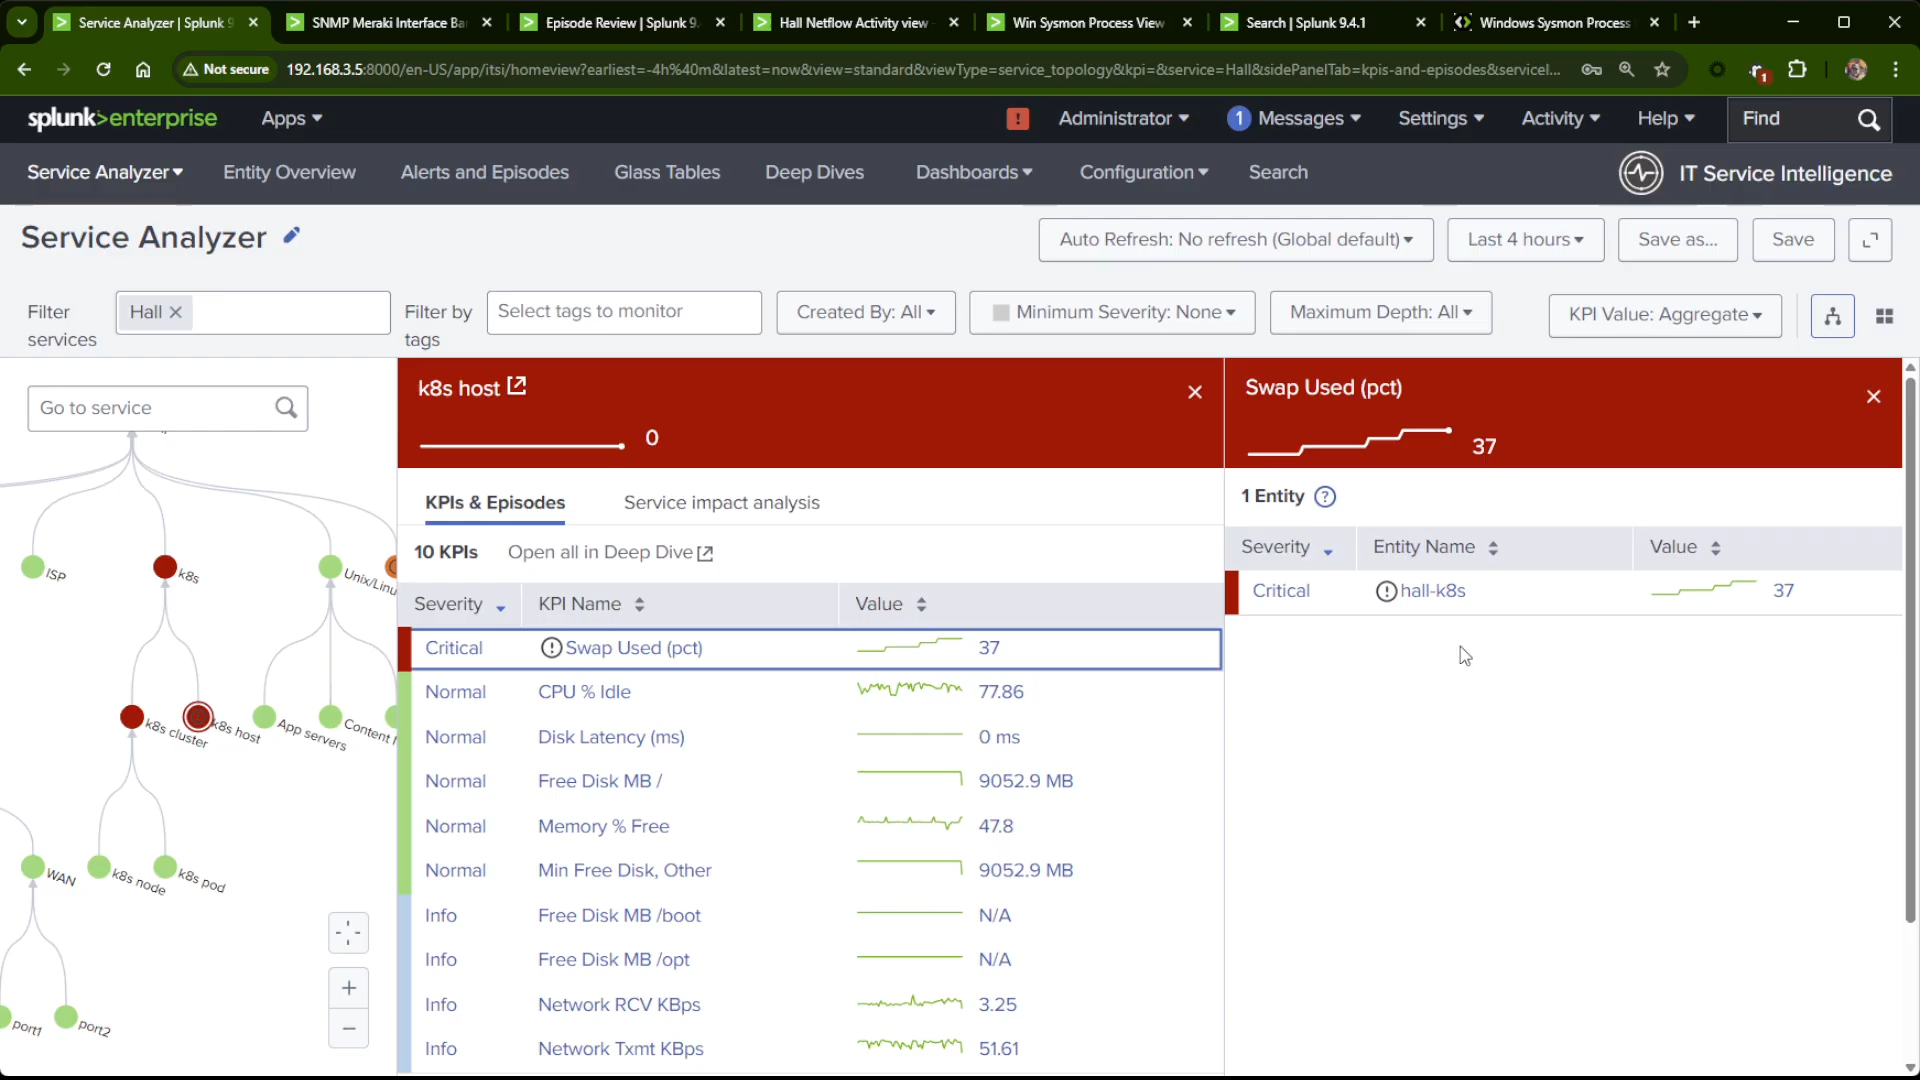 Service Analyzer | Splunk 9
SNMP Meraki Interface Ba
Episode Review | Splunk 9.
Hall Netflow Activity view
Win Sysmon Process View
Search | Splunk 9.4.1
Windows Sysmon Process
Not secure
192.168.3.5:8000/en-US/app/itsi/homeview?earliest=-4h%40m&latest=now&view=standard&viewType=service_topology&kpi=&service=Hall&sidePanelTab=kpis-and-episodes&servicel...
1
splunk>enterprise
Apps
!
Administrator
1 Messages
Settings
Activity
Help
Find
Service Analyzer
Entity Overview
Alerts and Episodes
Glass Tables
Deep Dives
Dashboards
Configuration
Search
IT Service Intelligence
Service Analyzer
Auto Refresh: No refresh (Global default)
Last 4 hours
Save as...
Save
Filter services
Hall
Filter by tags
Select tags to monitor
Created By: All
Minimum Severity: None
Maximum Depth: All
KPI Value: Aggregate
Go to service
ISP
k8s
Unix/Linu
k8s cluster
k8s host
App servers
Content
WAN
k8s node
k8s pod
port1
port2
k8s host
0
KPIs & Episodes
Service impact analysis
10 KPIs
Open all in Deep Dive
Severity KPI Name Value
Critical Swap Used (pct) 37
Normal CPU % Idle 77.86
Normal Disk Latency (ms) 0 ms
Normal Free Disk MB / 9052.9 MB
Normal Memory % Free 47.8
Normal Min Free Disk, Other 9052.9 MB
Info Free Disk MB /boot N/A
Info Free Disk MB /opt N/A
Info Network RCV KBps 3.25
Info Network Txmt KBps 51.61
Swap Used (pct)
37
1 Entity ?
Severity Entity Name Value
Critical hall-k8s 37